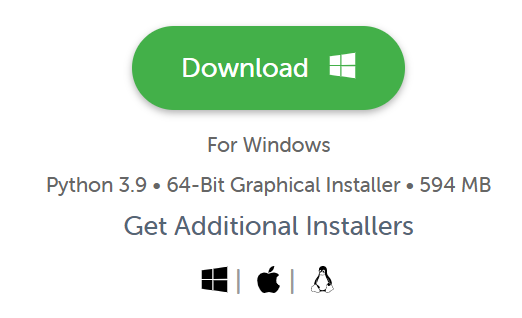 Download
For Windows
Python 3.9 • 64-Bit Graphical Installer • 594 MB
Get Additional Installers
| |